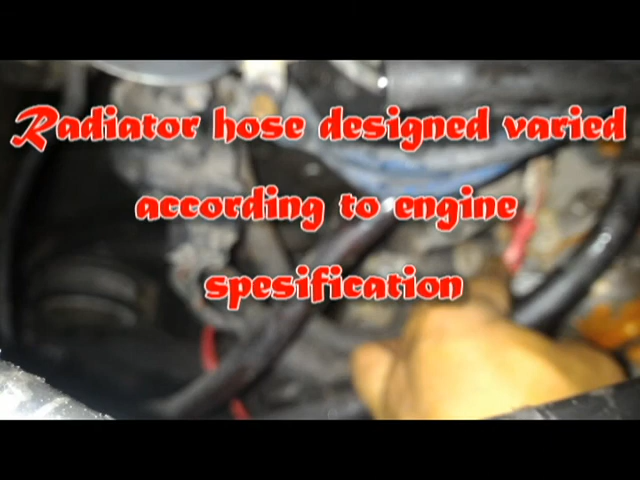 Radiator hose designed varied
according to engine
spesification